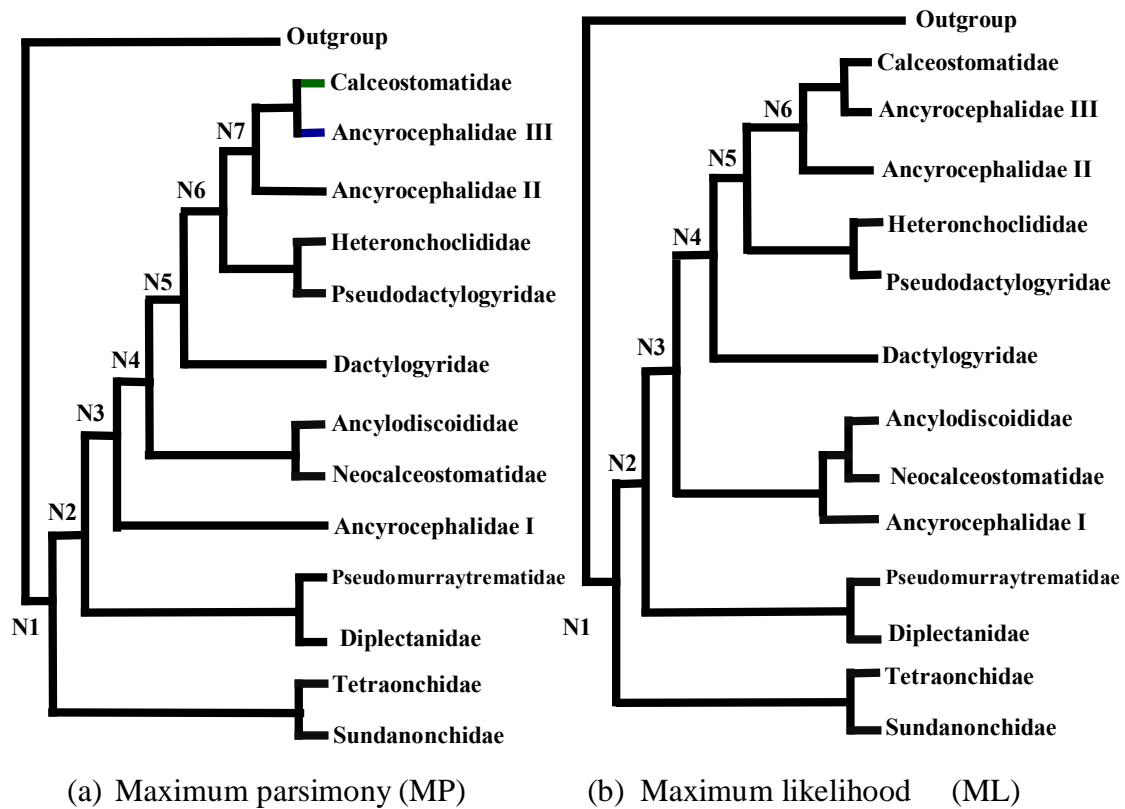 Outgroup
Calceostomatidae
N7
Ancyrocephalidae III
N6
Ancyrocephalidae II
Heteronchoclididae
N5
Pseudodactylogyridae
N4
Dactylogyridae
N3
Ancylodiscoididae
Neocalceostomatidae
N2
Ancyrocephalidae I
Pseudomurraytrematidae
N1
Diplectanidae
Tetraonchidae
Sundanonchidae
(a) Maximum parsimony (MP)
Outgroup
Calceostomatidae
N6
Ancyrocephalidae III
N5
Ancyrocephalidae II
Heteronchoclididae
N4
Pseudodactylogyridae
N3
Dactylogyridae
Ancylodiscoididae
N2
Neocalceostomatidae
Ancyrocephalidae I
Pseudomurraytrematidae
N1
Diplectanidae
Tetraonchidae
Sundanonchidae
(b) Maximum likelihood (ML)